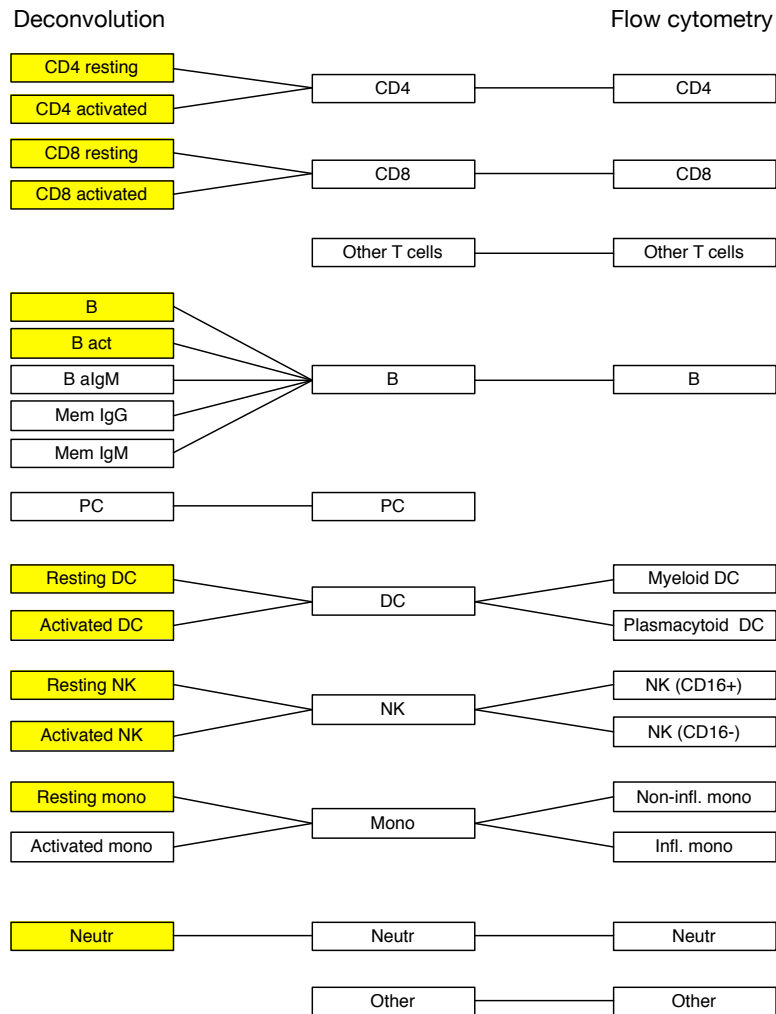 Deconvolution
Flow cytometry
CD4 resting
CD4 activated
CD4
CD4
CD8 resting
CD8 activated
CD8
CD8
Other T cells
Other T cells
B
B act
B aIgM
Mem IgG
Mem IgM
B
B
PC
PC
Resting DC
Activated DC
DC
Myeloid DC
Plasmacytoid DC
Resting NK
Activated NK
NK
NK (CD16+)
NK (CD16-)
Resting mono
Activated mono
Mono
Non-infl. mono
Infl. mono
Neutr
Neutr
Neutr
Other
Other